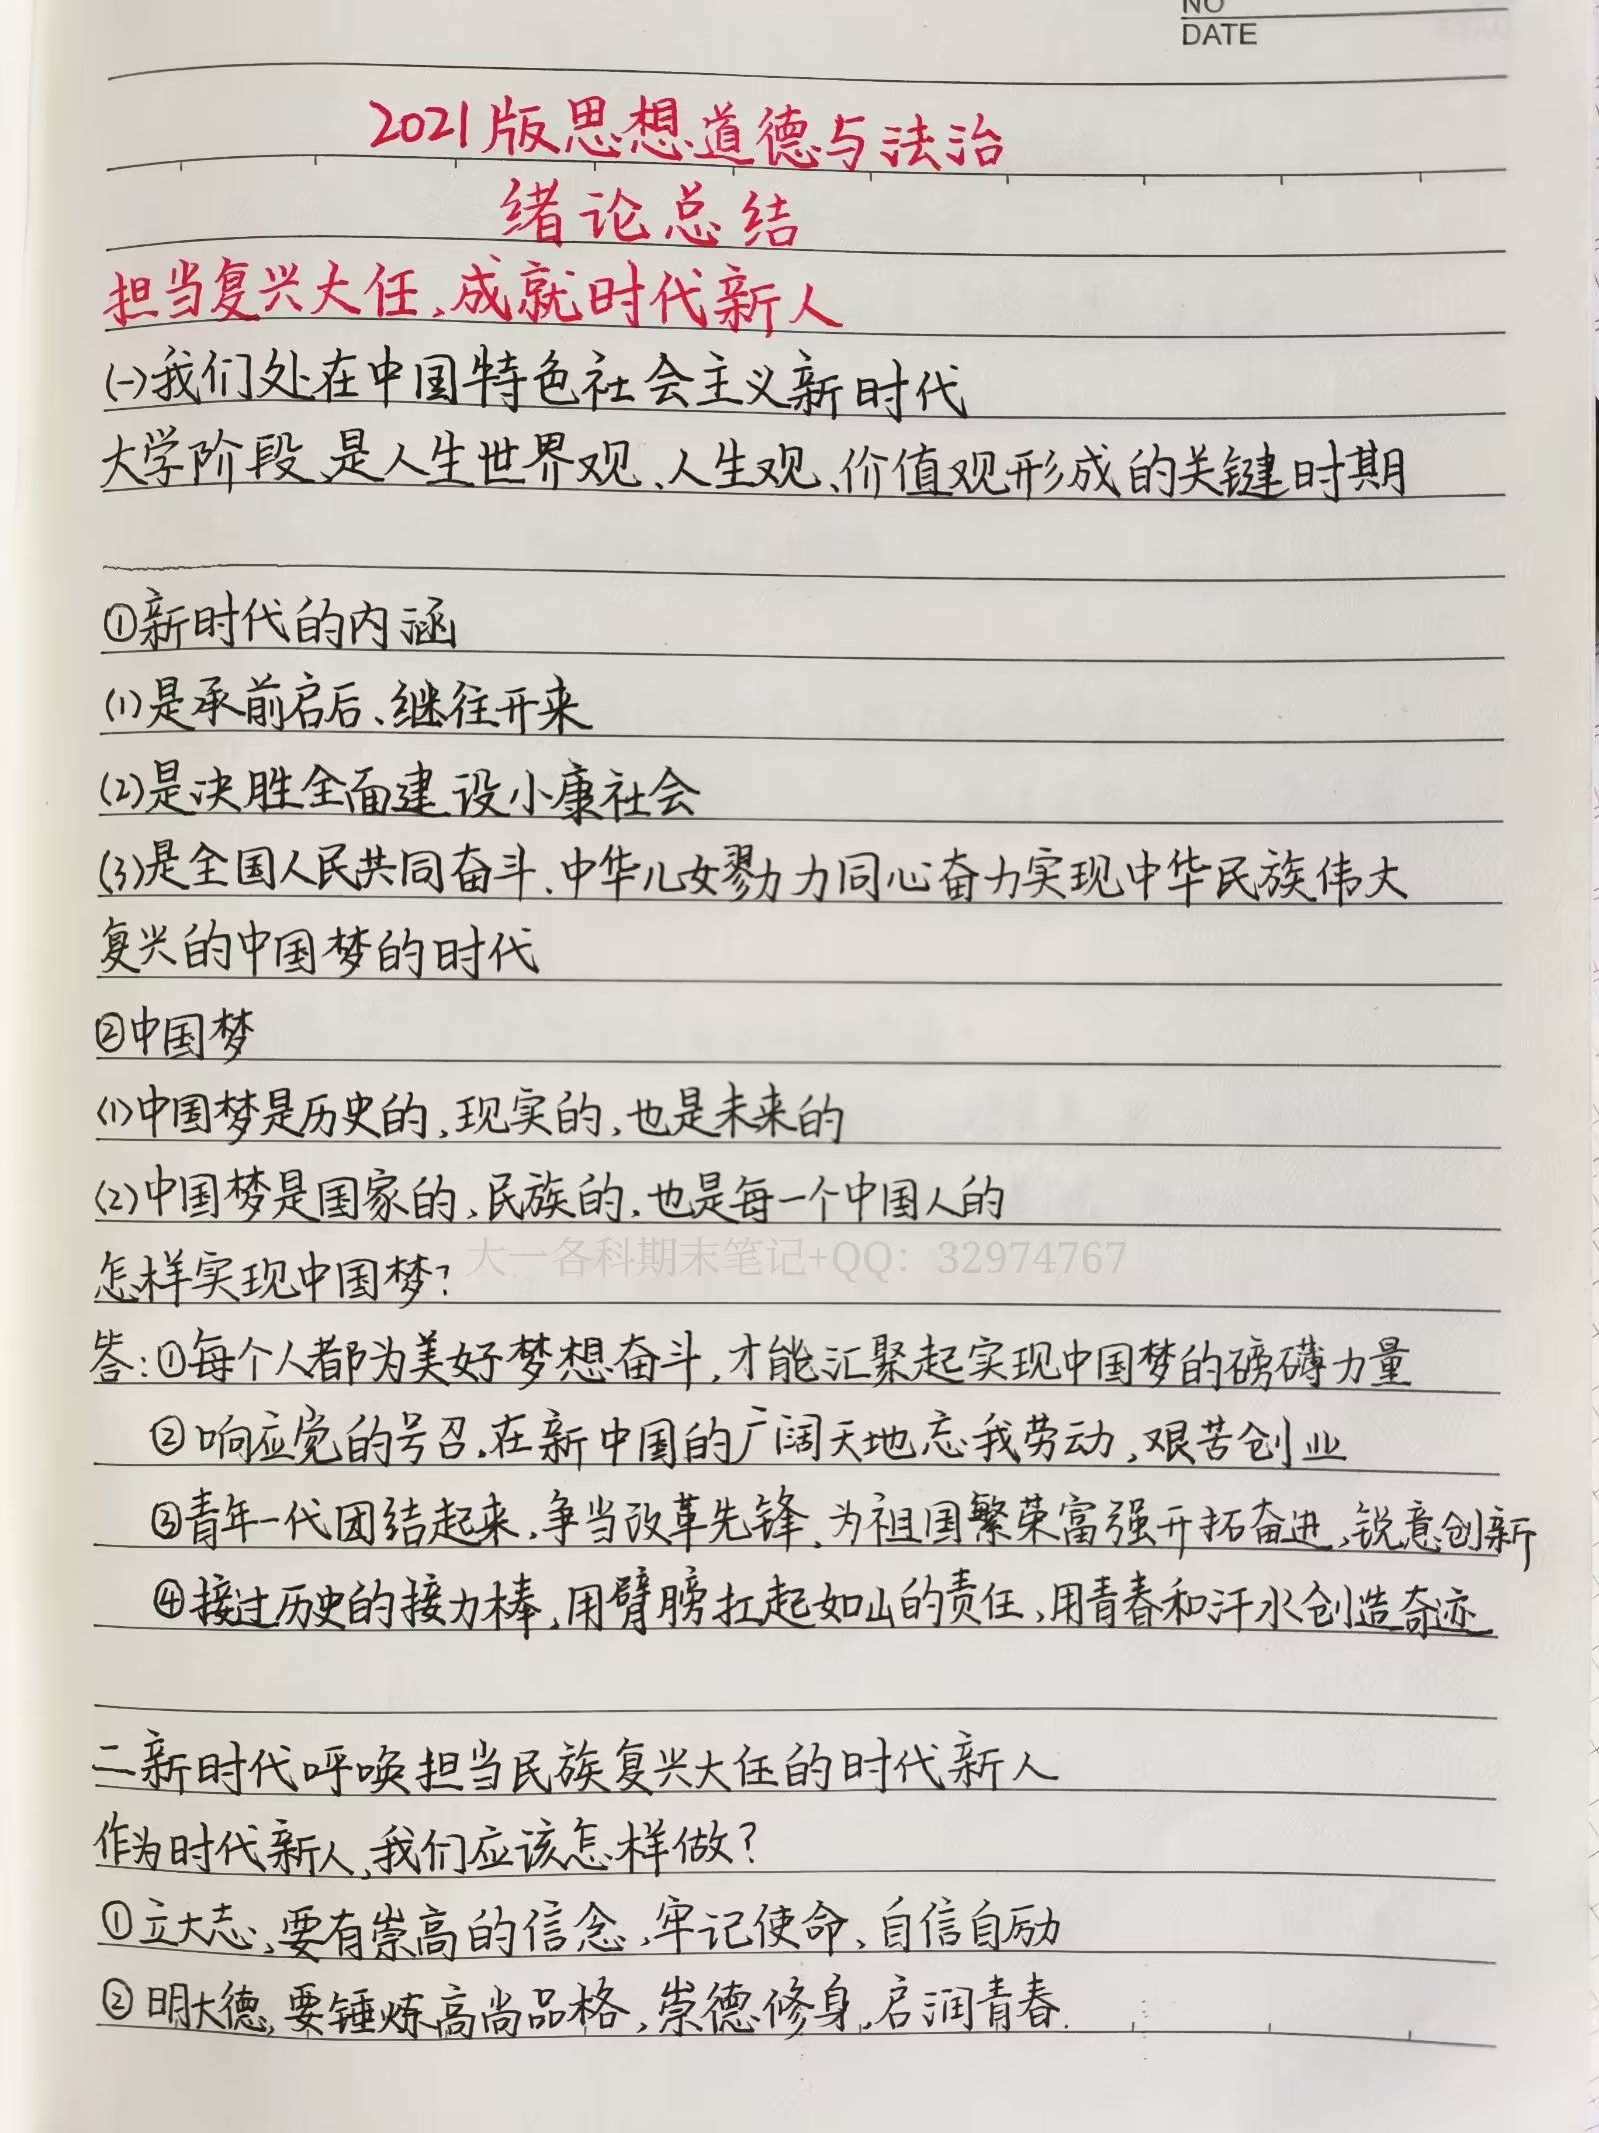 NO
DATE
2021版思想道德与法治
绪论总结
担当复兴大任,成就时代新人
(一)我们处在中国特色社会主义新时代
大学阶段、是人生世界观、人生观、价值观形成的关键时期
①新时代的内涵
(1)是承前启后、继往开来
(2)是决胜全面建设小康社会
(3)是全国人民共同奋斗、中华儿女勠力同心奋力实现中华民族伟大
复兴的中国梦的时代
②中国梦
(1)中国梦是历史的,现实的,也是未来的
(2)中国梦是国家的,民族的,也是每一个中国人的
大一各科期末笔记+QQ:32974767
怎样实现中国梦?
答:①每个人都为美好梦想奋斗,才能汇聚起实现中国梦的磅礴力量
②响应党的号召,在新中国的广阔天地忘我劳动,艰苦创业
③青年一代团结起来,争当改革先锋、为祖国繁荣富强开拓奋进,锐意创新
④接过历史的接力棒,用臂膀扛起如山的责任,用青春和汗水创造奇迹
二新时代呼唤担当民族复兴大任的时代新人
作为时代新人,我们应该怎样做?
①立大志,要有崇高的信念,牢记使命,自信自励
②明大德,要锤炼高尚品格,崇德修身,启润青春.